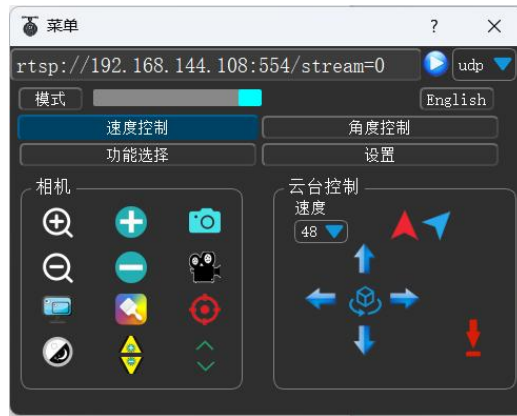 菜单
rtsp://192.168.144.108:554/stream=0 udp
模式 English
速度控制 角度控制
功能选择 设置
相机 云台控制
速度
48